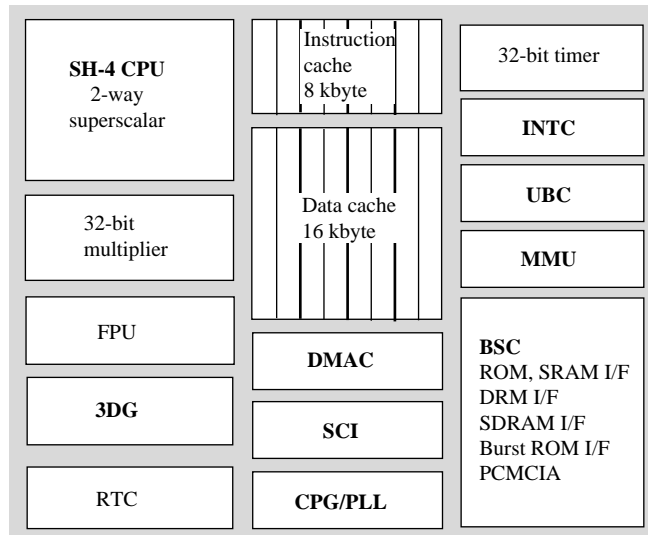 SH-4 CPU
2-way
superscalar
32-bit
multiplier
FPU
3DG
RTC
Instruction
cache
8 kbyte
Data cache
16 kbyte
DMAC
SCI
CPG/PLL
32-bit timer
INTC
UBC
MMU
BSC
ROM, SRAM I/F
DRM I/F
SDRAM I/F
Burst ROM I/F
PCMCIA